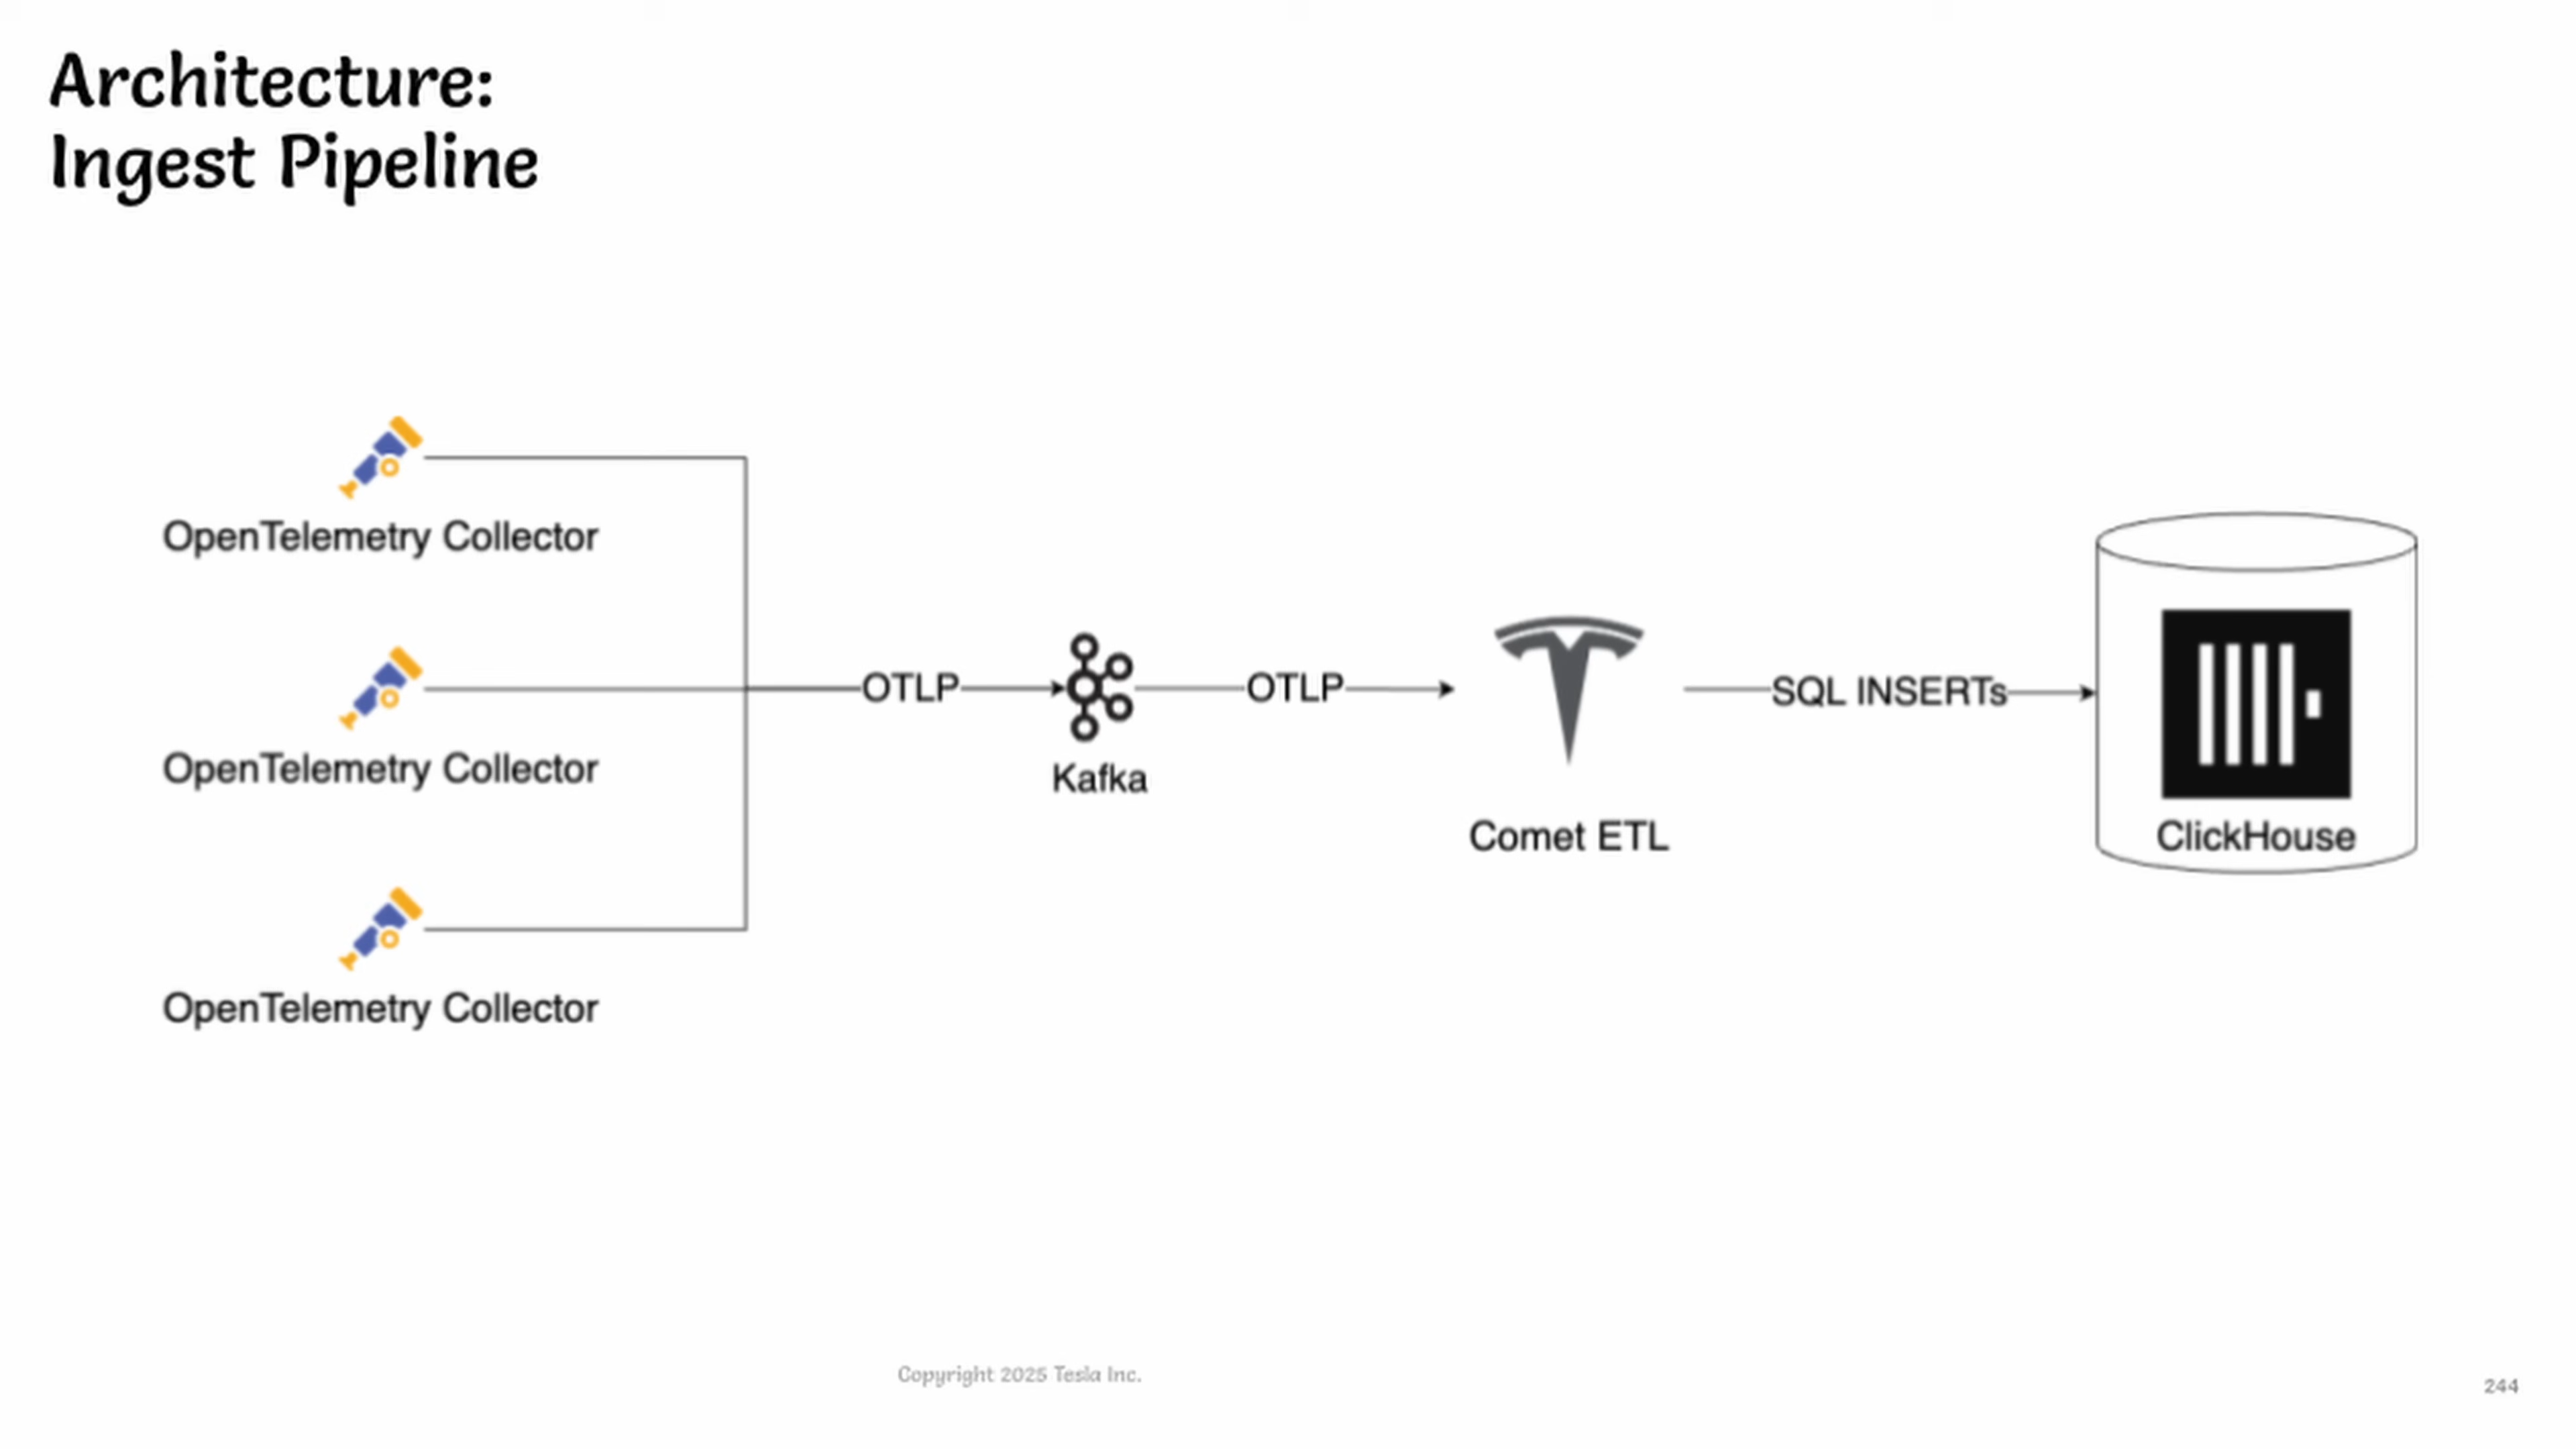 Architecture:
Ingest Pipeline
OpenTelemetry Collector
OpenTelemetry Collector
OpenTelemetry Collector
OTLP
Kafka
OTLP
Comet ETL
SQL INSERTs
ClickHouse
Copyright 2025 Tesla Inc.
244